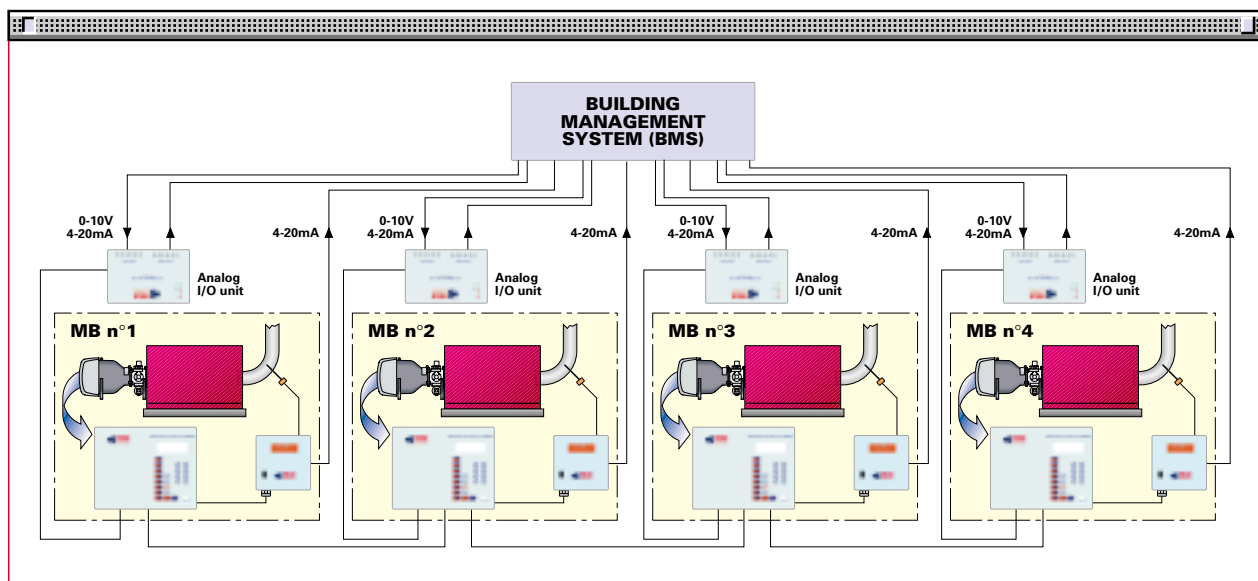 BUILDING
MANAGEMENT
SYSTEM (BMS)
0-10V
4-20mA
4-20mA
0-10V
4-20mA
4-20mA
0-10V
4-20mA
4-20mA
0-10V
4-20mA
4-20mA
Analog
I/O unit
Analog
I/O unit
Analog
I/O unit
Analog
I/O unit
MB n°1
MB n°2
MB n°3
MB n°4